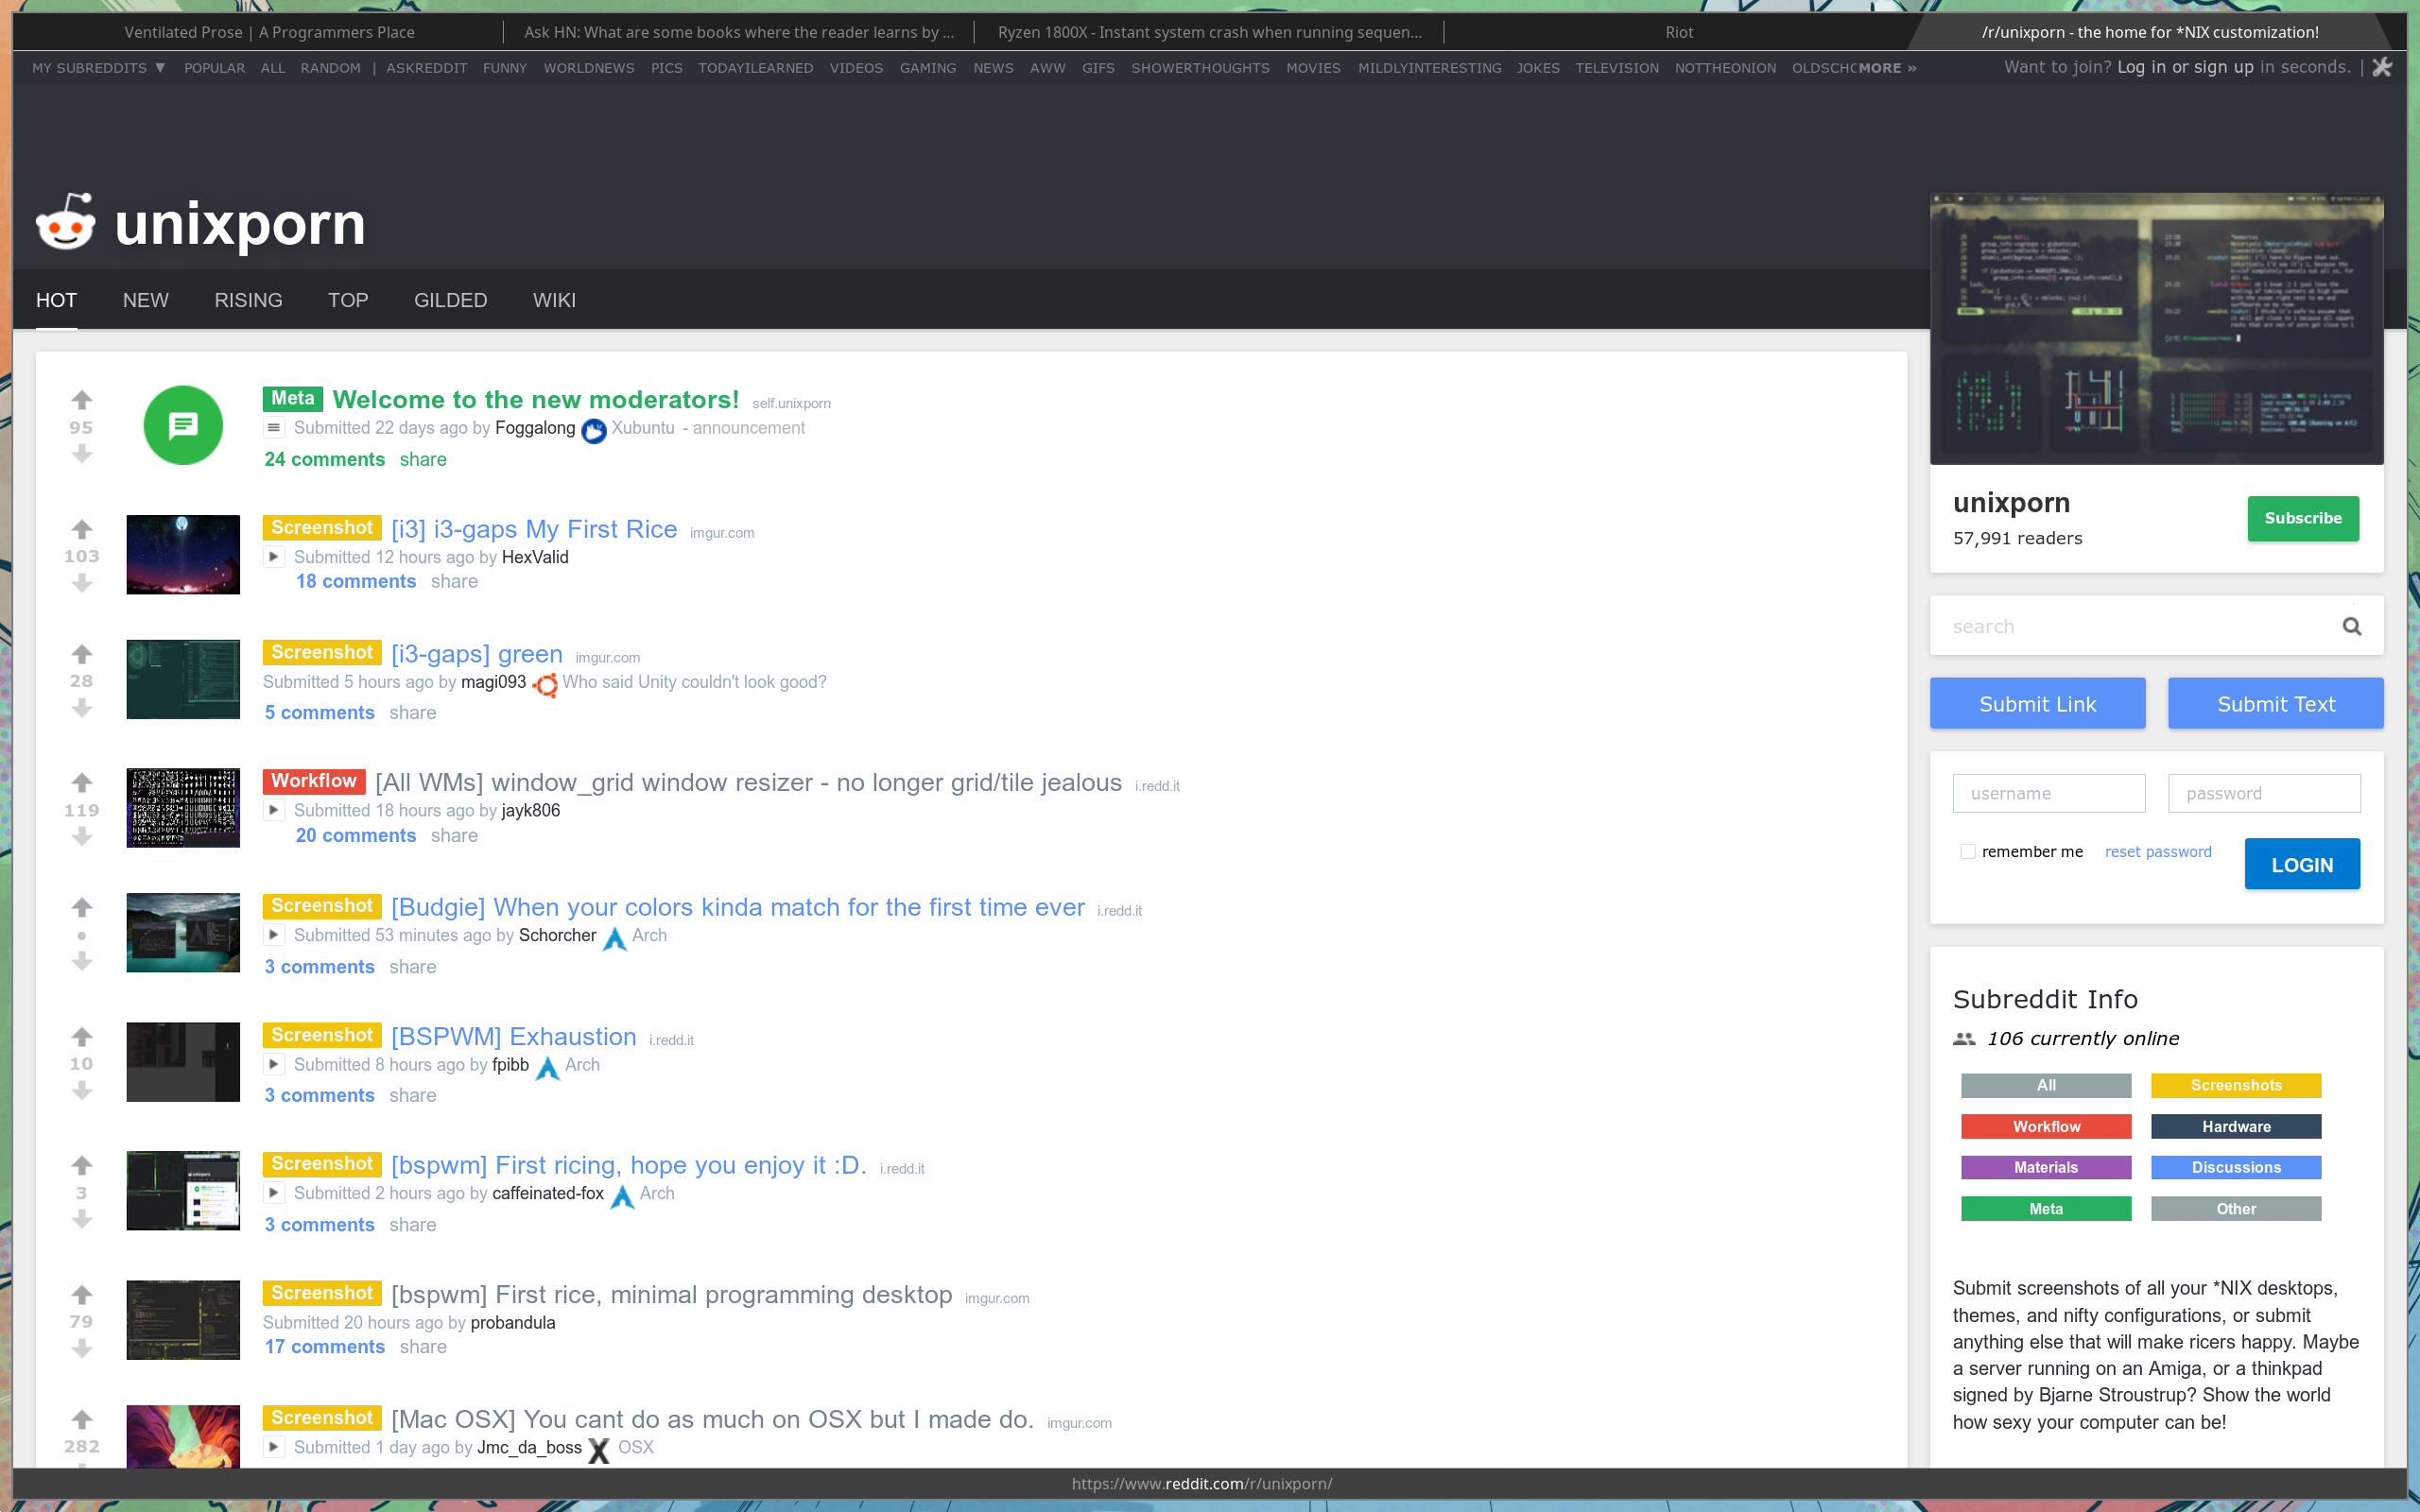 Ventilated Prose | A Programmers Place
Ask HN: What are some books where the reader learns by ...
Ryzen 1800X - Instant system crash when running sequen...
Riot
/r/unixporn - the home for *NIX customization!
MY SUBREDDITS ▼ POPULAR ALL RANDOM | ASKREDDIT FUNNY WORLDNEWS PICS TODAYILEARNED VIDEOS GAMING NEWS AWW GIFS SHOWERTHOUGHTS MOVIES MILDLYINTERESTING JOKES TELEVISION NOTTHEONION OLDSCHC MORE »
Want to join? Log in or sign up in seconds. |
unixporn
HOT NEW RISING TOP GILDED WIKI
95
Meta Welcome to the new moderators! self.unixporn
Submitted 22 days ago by Foggalong Xubuntu - announcement
24 comments share
103
Screenshot [i3] i3-gaps My First Rice imgur.com
Submitted 12 hours ago by HexValid
18 comments share
28
Screenshot [i3-gaps] green imgur.com
Submitted 5 hours ago by magi093 Who said Unity couldn't look good?
5 comments share
119
Workflow [All WMs] window_grid window resizer - no longer grid/tile jealous i.redd.it
Submitted 18 hours ago by jayk806
20 comments share
•
Screenshot [Budgie] When your colors kinda match for the first time ever i.redd.it
Submitted 53 minutes ago by Schorcher Arch
3 comments share
10
Screenshot [BSPWM] Exhaustion i.redd.it
Submitted 8 hours ago by fpibb Arch
3 comments share
3
Screenshot [bspwm] First ricing, hope you enjoy it :D. i.redd.it
Submitted 2 hours ago by caffeinated-fox Arch
3 comments share
79
Screenshot [bspwm] First rice, minimal programming desktop imgur.com
Submitted 20 hours ago by probandula
17 comments share
282
Screenshot [Mac OSX] You cant do as much on OSX but I made do. imgur.com
Submitted 1 day ago by Jmc_da_boss OSX
unixporn
57,991 readers
Subscribe
search
Submit Link
Submit Text
username
password
remember me
reset password
LOGIN
Subreddit Info
106 currently online
All Screenshots
Workflow Hardware
Materials Discussions
Meta Other
Submit screenshots of all your *NIX desktops,
themes, and nifty configurations, or submit
anything else that will make ricers happy. Maybe
a server running on an Amiga, or a thinkpad
signed by Bjarne Stroustrup? Show the world
how sexy your computer can be!
https://www.reddit.com/r/unixporn/